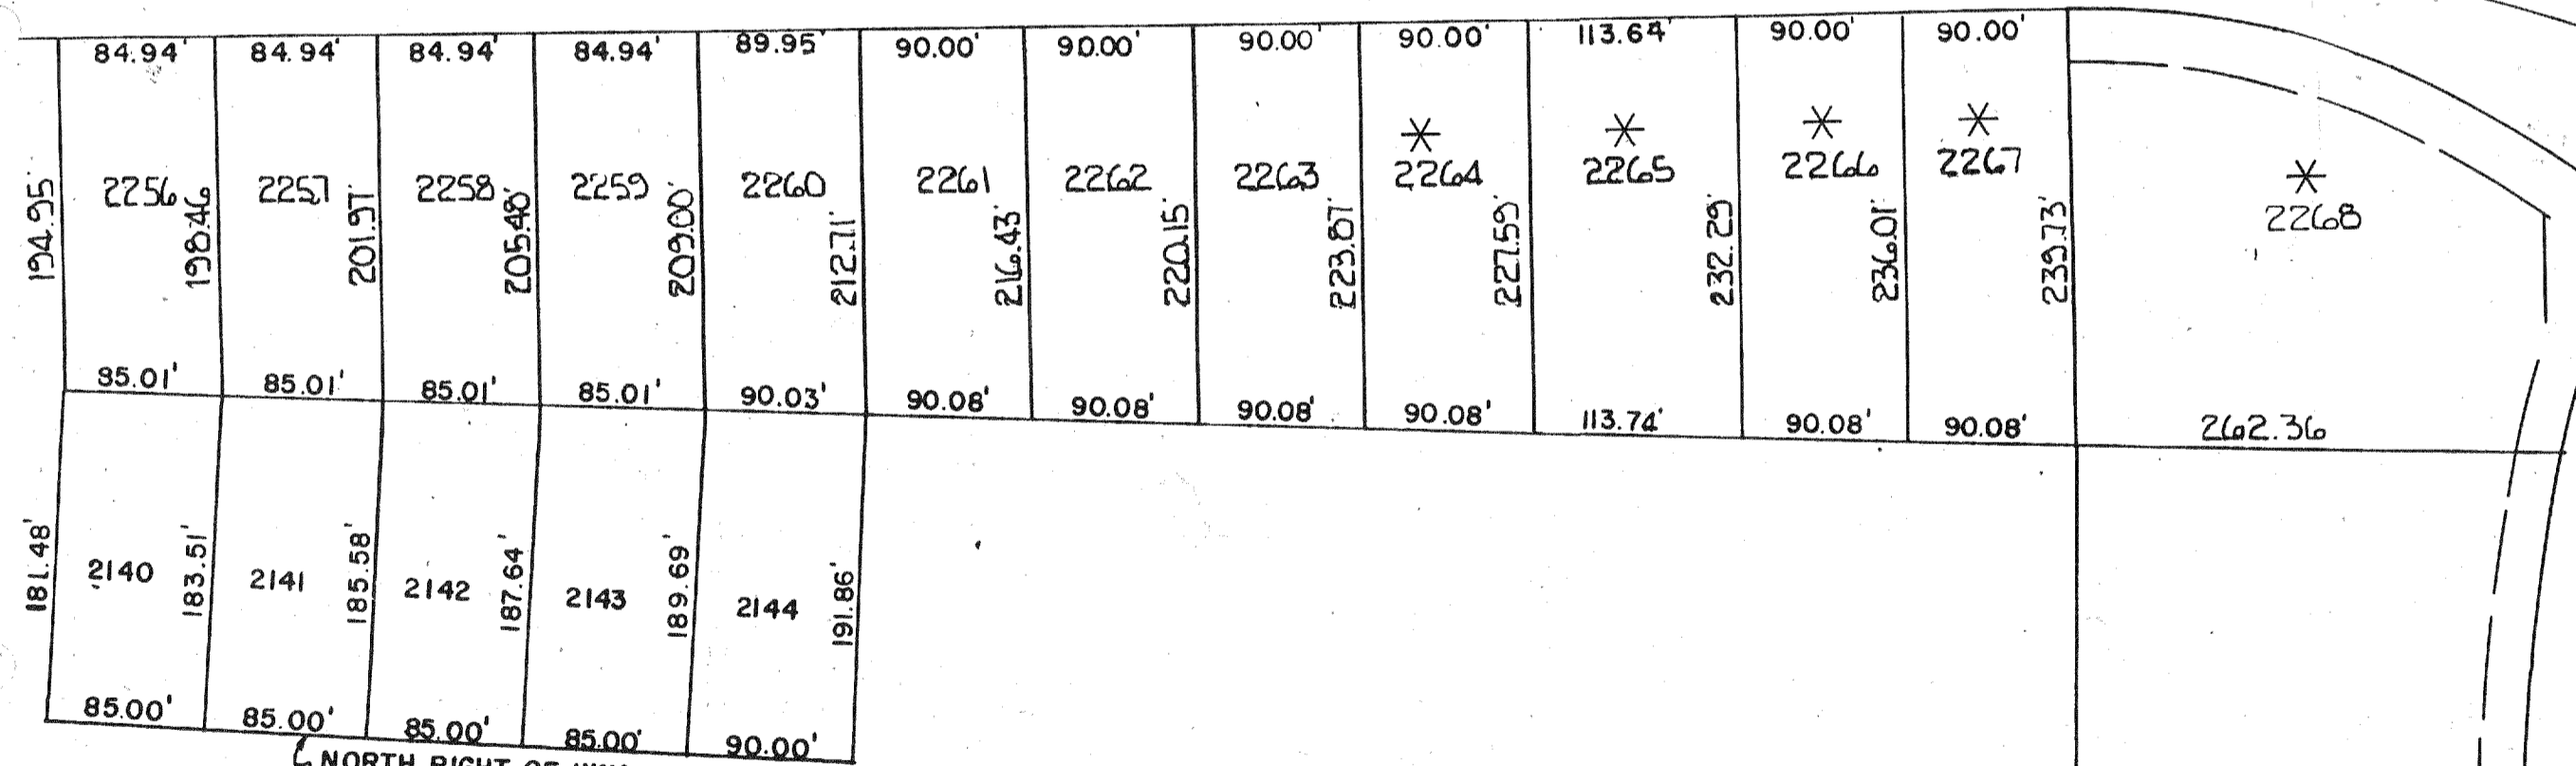 84.94' 84.94' 84.94' 84.94' 89.95' 90.00' 90.00' 90.00' 90.00' 113.64' 90.00' 90.00'
* * * * *
2256 2257 2258 2259 2260 2261 2262 2263 2264 2265 2266 2267 2268
194.95' 198.46 201.97' 205.48' 209.00' 212.71' 216.43' 220.15' 223.87' 227.59' 232.29' 236.01' 239.73'
85.01' 85.01' 85.01' 85.01' 90.03' 90.08' 90.08' 90.08' 90.08' 113.74' 90.08' 90.08' 262.36
181.48' 2140 183.51' 2141 185.58' 2142 187.64' 2143 189.69' 2144 191.86'
85.00' 85.00' 85.00' 85.00' 90.00'
NORTH RIGHT OF